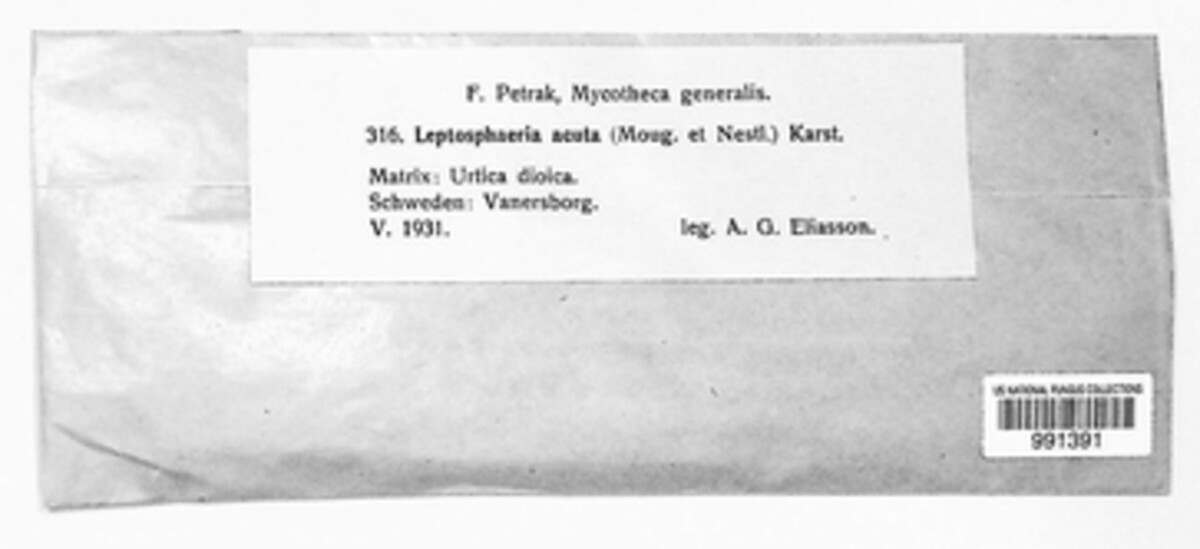 F. Petrak, Mycotheca generalis.
316. Leptosphaeria acuta (Moug. et Nestl.) Karst.
Matrix: Urtica dioica.
Schweden: Vanersborg.
V. 1931. leg. A. G. Eliasson.
US NATIONAL FUNGUS COLLECTIONS
991391